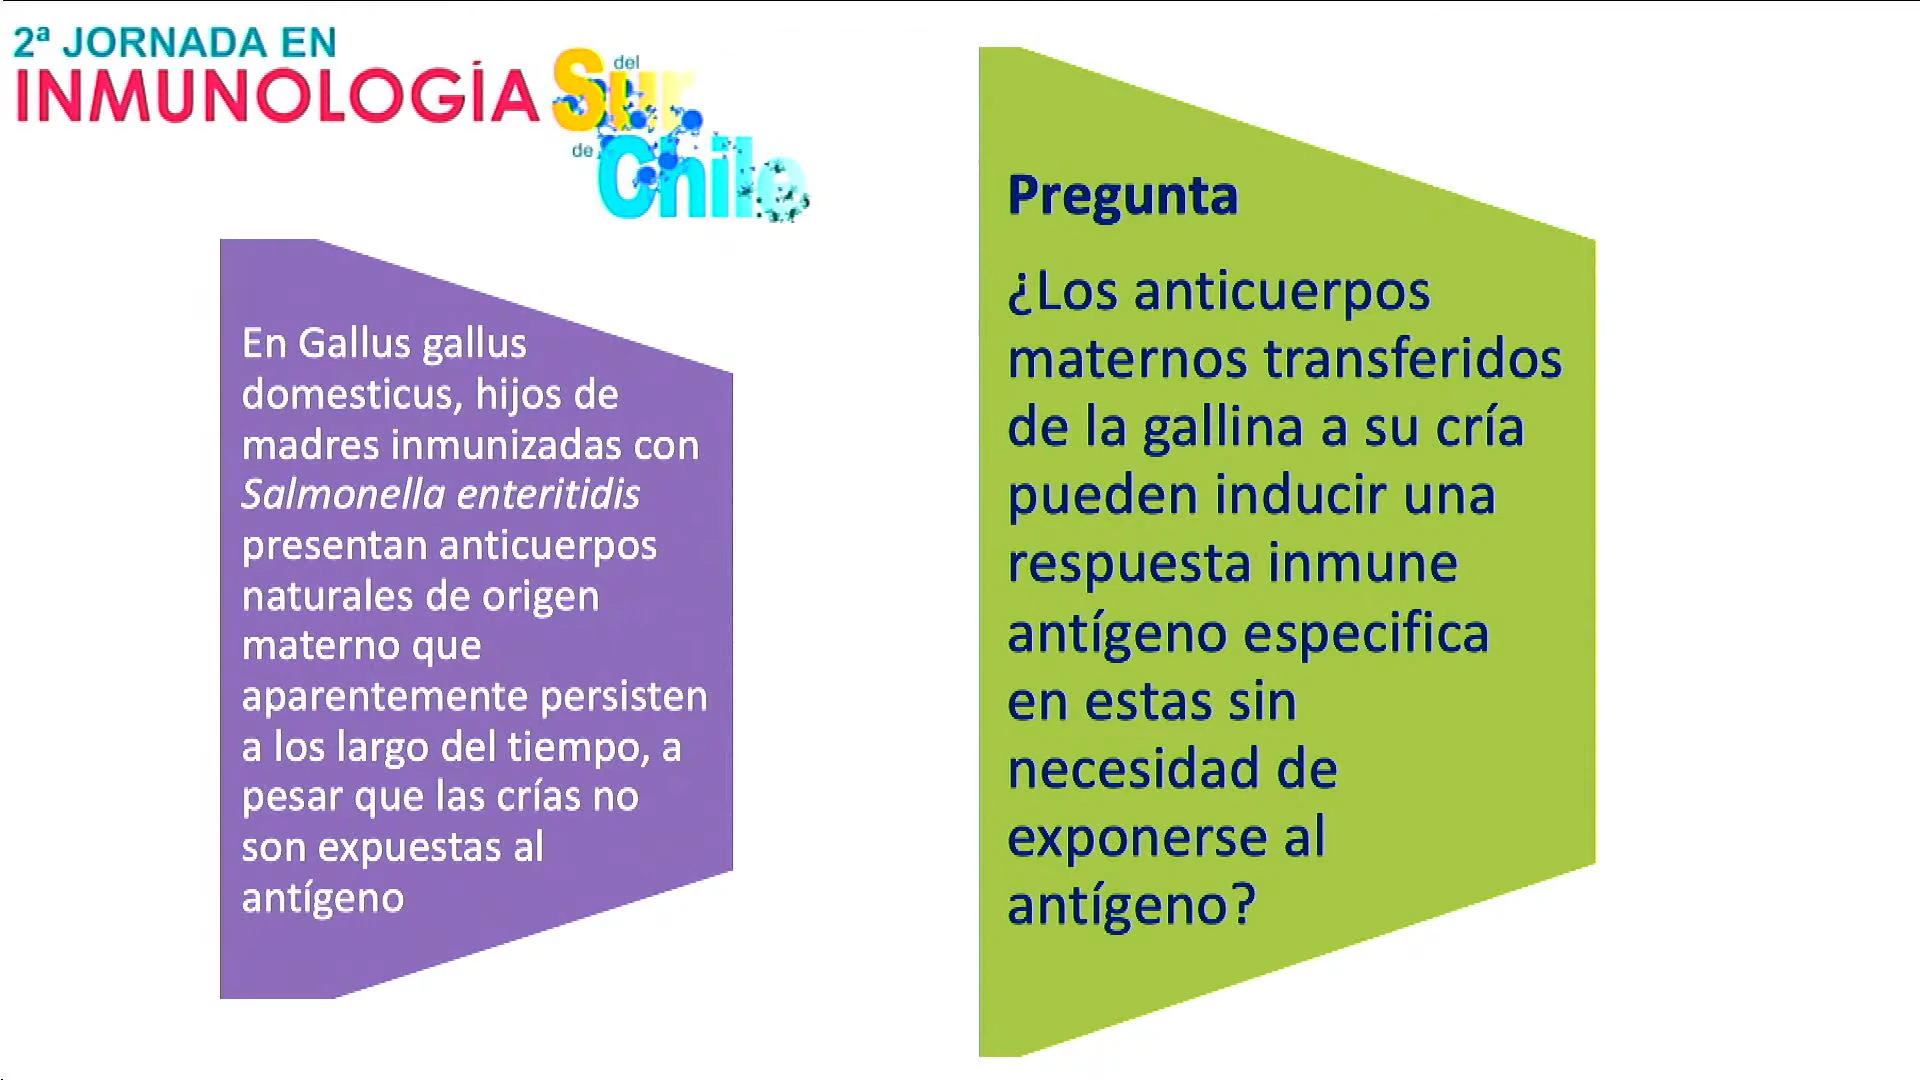 2ª JORNADA EN
INMUNOLOGÍA
del
Sur
de
Chile
En Gallus gallus
domesticus, hijos de
madres inmunizadas con
Salmonella enteritidis
presentan anticuerpos
naturales de origen
materno que
aparentemente persisten
a los largo del tiempo, a
pesar que las crías no
son expuestas al
antígeno
Pregunta
¿Los anticuerpos
maternos transferidos
de la gallina a su cría
pueden inducir una
respuesta inmune
antígeno especifica
en estas sin
necesidad de
exponerse al
antígeno?